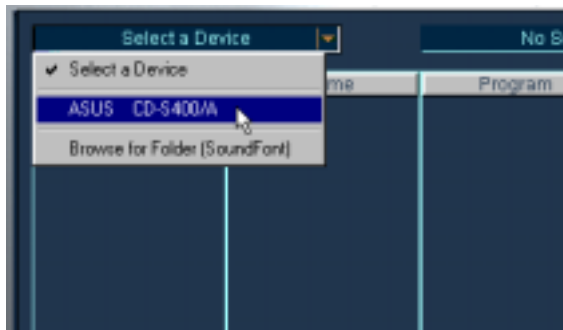 Select a Device
No S
✔ Select a Device
me
Program
ASUS CD-S400/A
Browse for Folder (SoundFont)